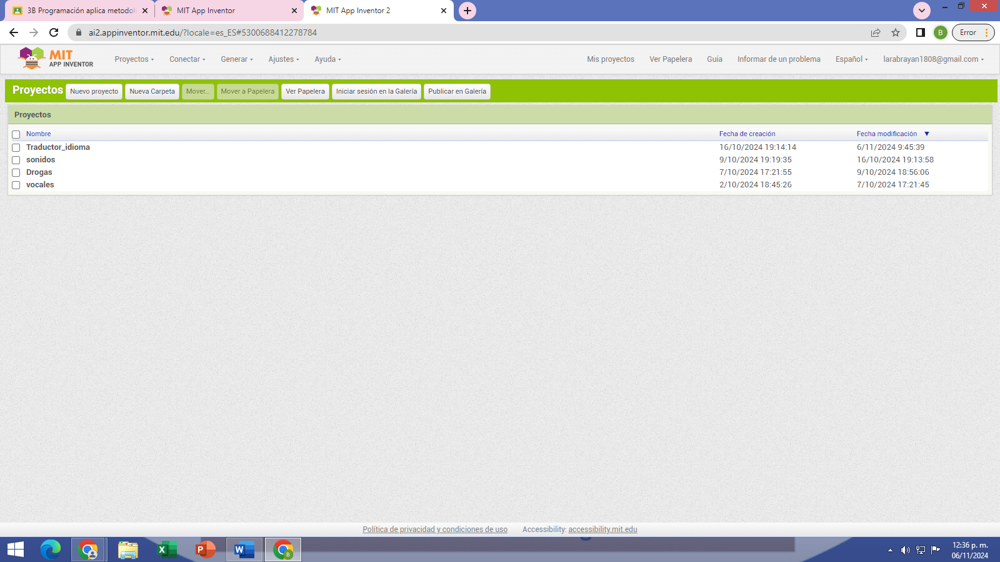 3B Programación aplica metodolo
MIT App Inventor
MIT App Inventor 2
ai2.appinventor.mit.edu/?locale=es_ES#5300688412278784
B
Error
MIT
APP INVENTOR
Proyectos
Conectar
Generar
Ajustes
Ayuda
Mis proyectos
Ver Papelera
Guía
Informar de un problema
Español
larabrayan1808@gmail.com
Proyectos
Nuevo proyecto
Nueva Carpeta
Mover...
Mover a Papelera
Ver Papelera
Iniciar sesión en la Galería
Publicar en Galería
Proyectos
Nombre Fecha de creación Fecha modificación
Traductor_idioma 16/10/2024 19:14:14 6/11/2024 9:45:39
sonidos 9/10/2024 19:19:35 16/10/2024 19:13:58
Drogas 7/10/2024 17:21:55 9/10/2024 18:56:06
vocales 2/10/2024 18:45:26 7/10/2024 17:21:45
Política de privacidad y condiciones de uso
Accessibility: accessibility.mit.edu
12:36 p. m.
06/11/2024